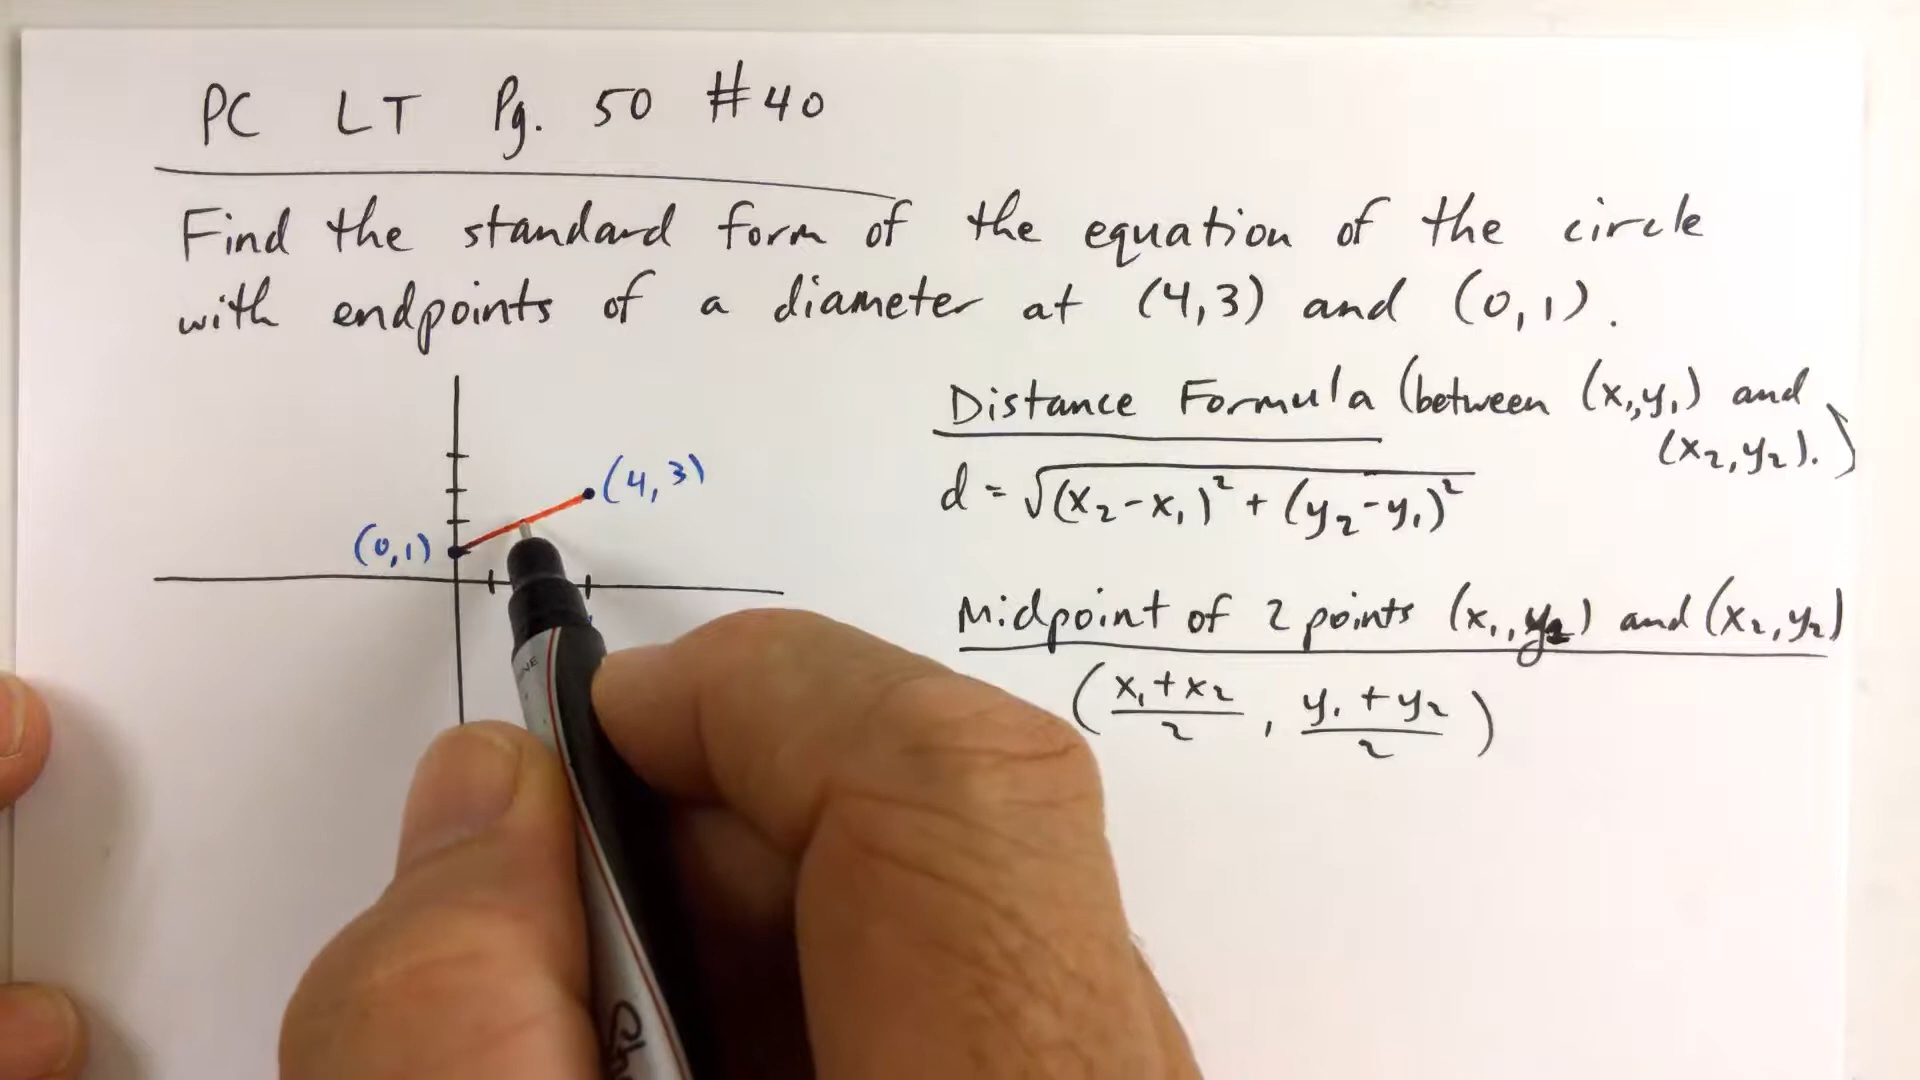 PC LT Pg. 50 #40
Find the standard form of the equation of the circle
with endpoints of a diameter at (4,3) and (0,1).
(4,3)
(0,1)
Distance Formula (between (x₁,y₁) and
(x₂,y₂).)
d = √(x₂-x₁)² + (y₂-y₁)²
Midpoint of 2 points (x₁, y₂) and (x₂, y₂)
(x₁+x₂/2, y₁+y₂/2)